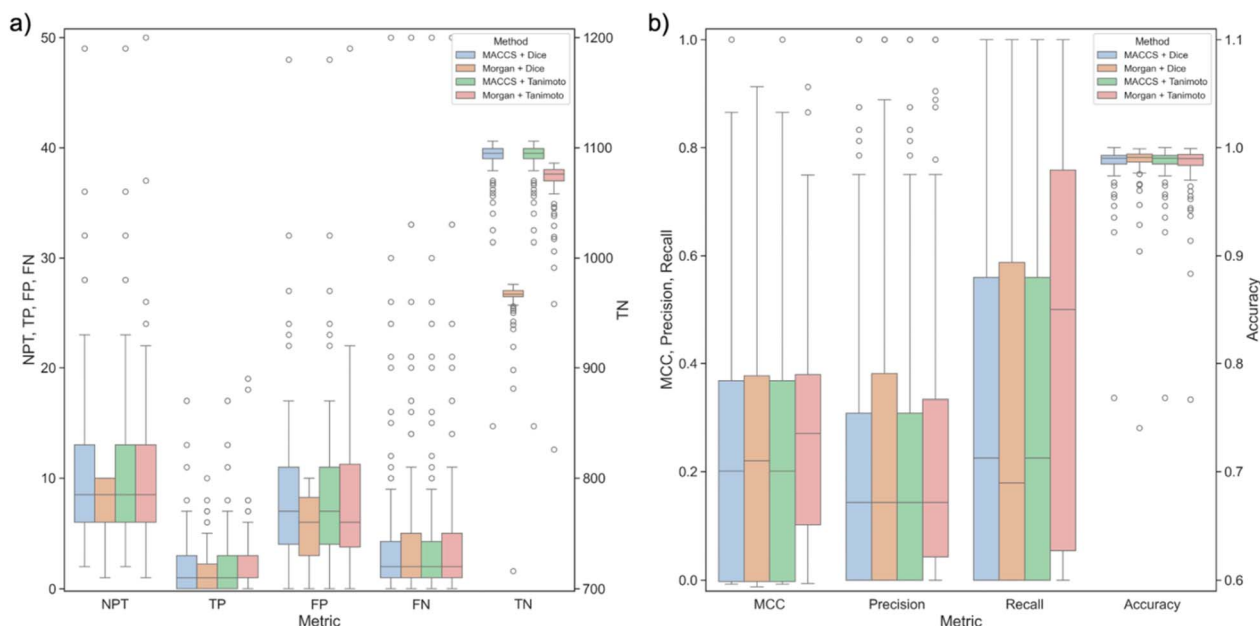 a)
NPT, TP, FP, FN
50
40
30
20
10
0
Method
MACCS + Dice
Morgan + Dice
MACCS + Tanimoto
Morgan + Tanimoto
1200
1100
1000
900
800
700
TN
NPT
TP
FP
FN
TN
Metric
b)
MCC, Precision, Recall
1.0
0.8
0.6
0.4
0.2
0.0
Method
MACCS + Dice
Morgan + Dice
MACCS + Tanimoto
Morgan + Tanimoto
1.1
1.0
0.9
0.8
0.7
0.6
Accuracy
MCC
Precision
Recall
Accuracy
Metric